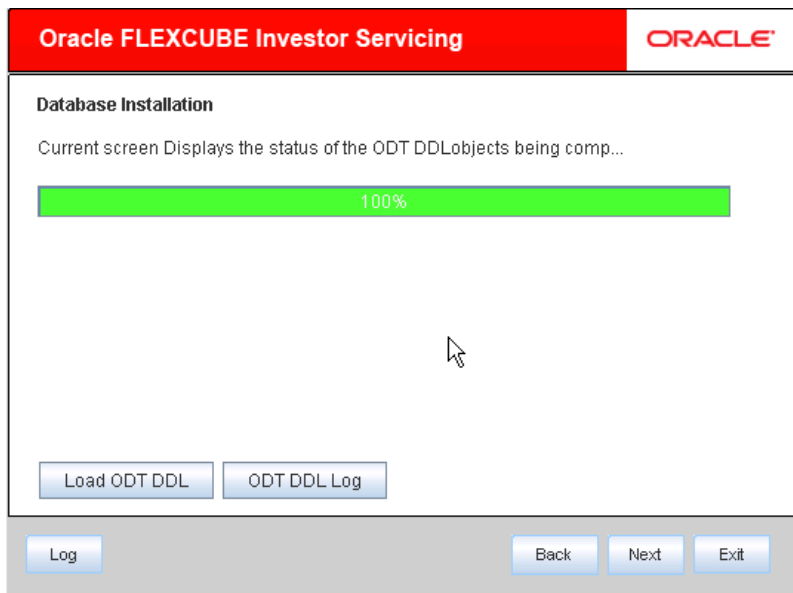 Oracle FLEXCUBE Investor Servicing
ORACLE
Database Installation
Current screen Displays the status of the ODT DDLobjects being comp...
100%
Load ODT DDL
ODT DDL Log
Log
Back
Next
Exit